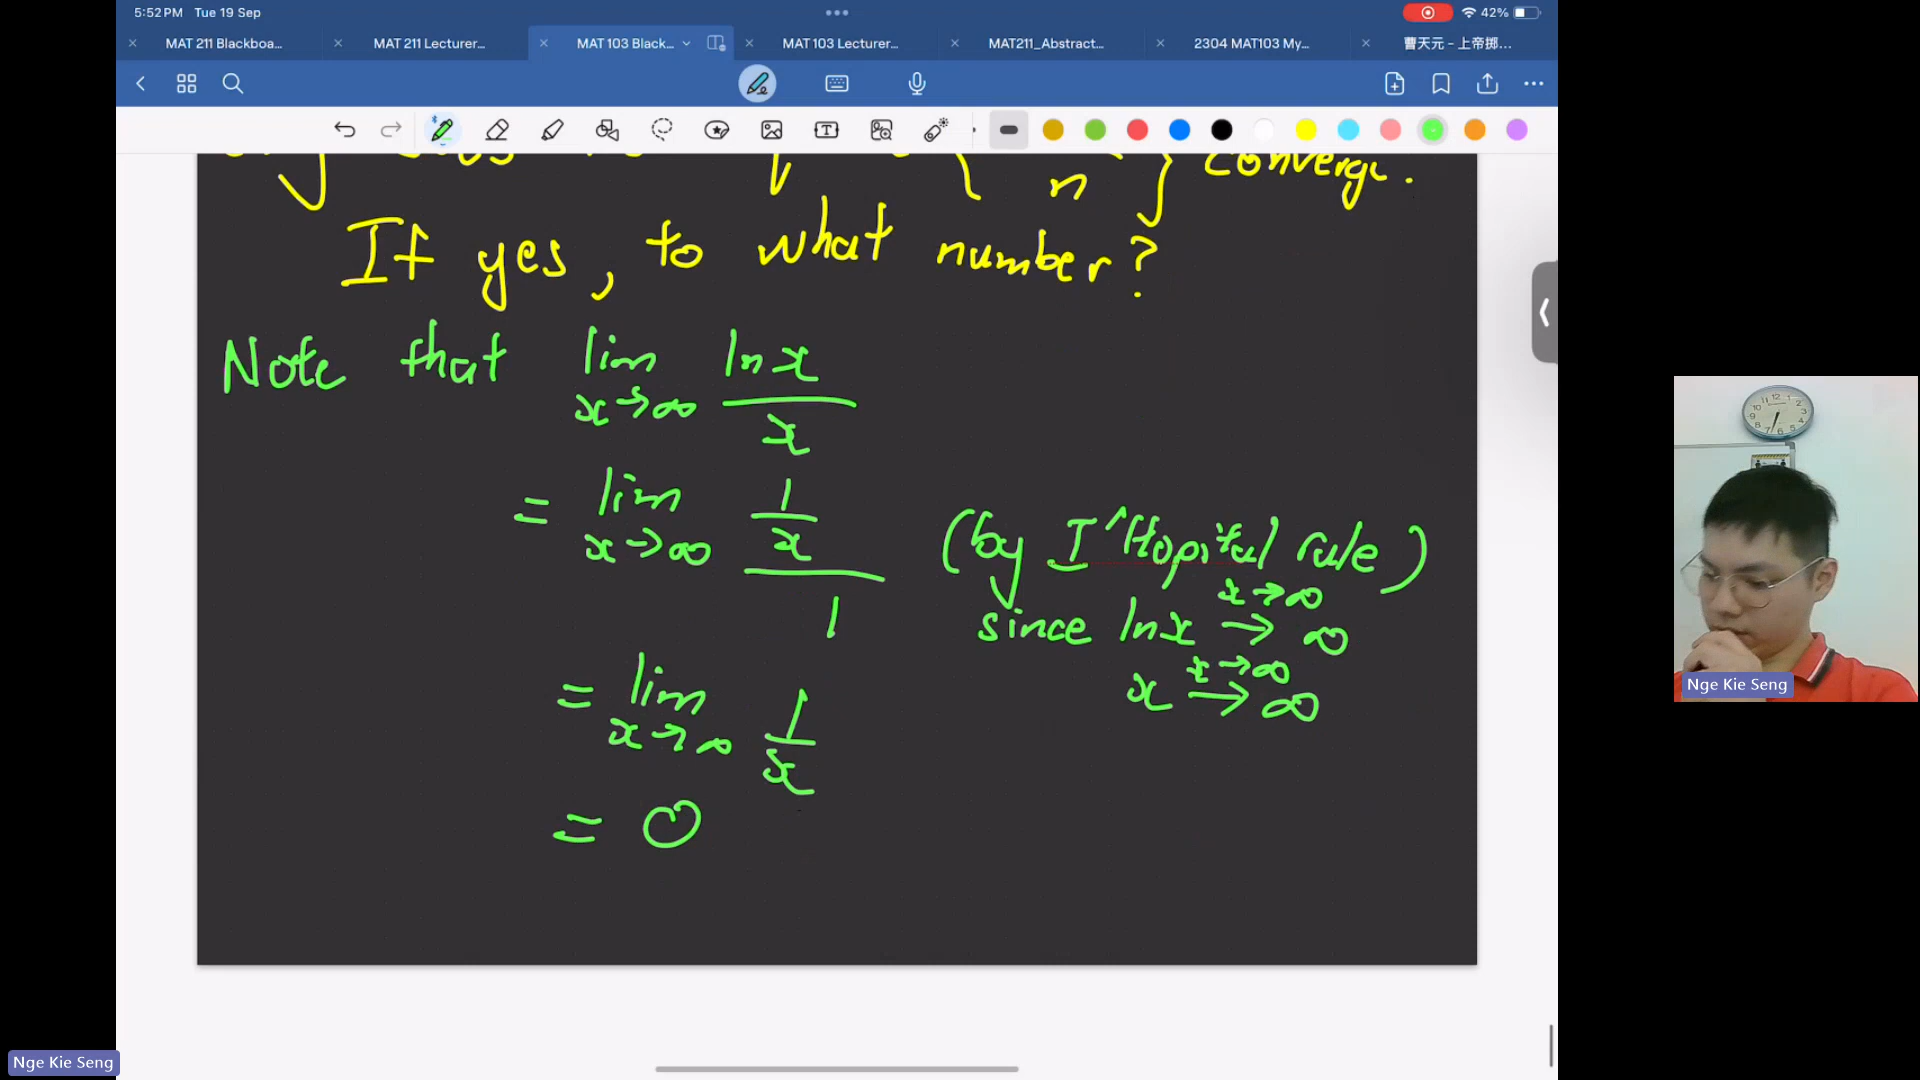 5:52 PM Tue 19 Sep
42%
MAT 211 Blackboa...
MAT 211 Lecturer...
MAT 103 Black...
MAT 103 Lecturer...
MAT211_Abstract...
2304 MAT103 My...
曹天元 - 上帝掷...
n } converge.
If yes, to what number?
Note that lim x→∞ ln x / x
= lim x→∞ (1/x) / 1 (by L'Hopital rule)
since ln x → ∞ x→∞
x → ∞ x→∞
= lim x→∞ 1/x
= 0
Nge Kie Seng
Nge Kie Seng